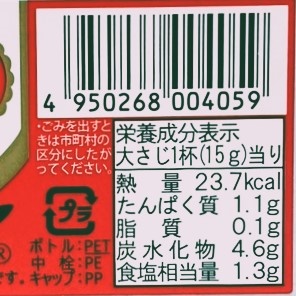 4 950268 004059
・ごみを出すと
きは市町村の
区分にしたが
ってください。
プラ
®
ボトル:PET
中 栓:PE
です。キャップ:PP
栄養成分表示
大さじ1杯(15g)当り
熱 量 23.7kcal
たんぱく質 1.1g
脂 質 0.1g
炭水化物 4.6g
食塩相当量 1.3g